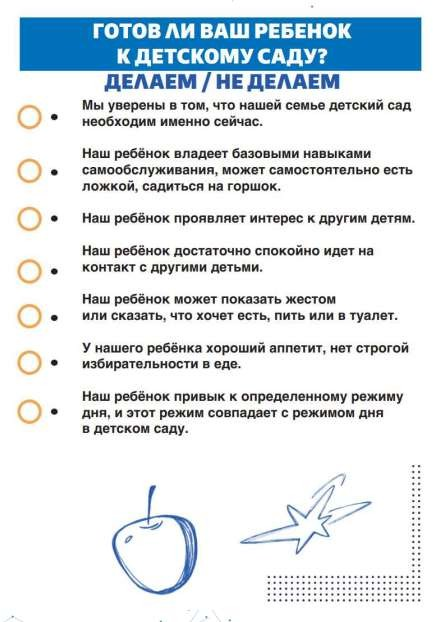 ГОТОВ ЛИ ВАШ РЕБЕНОК
К ДЕТСКОМУ САДУ?
ДЕЛАЕМ / НЕ ДЕЛАЕМ
• Мы уверены в том, что нашей семье детский сад
необходим именно сейчас.
• Наш ребёнок владеет базовыми навыками
самообслуживания, может самостоятельно есть
ложкой, садиться на горшок.
• Наш ребёнок проявляет интерес к другим детям.
• Наш ребёнок достаточно спокойно идет на
контакт с другими детьми.
• Наш ребёнок может показать жестом
или сказать, что хочет есть, пить или в туалет.
• У нашего ребёнка хороший аппетит, нет строгой
избирательности в еде.
• Наш ребёнок привык к определенному режиму
дня, и этот режим совпадает с режимом дня
в детском саду.